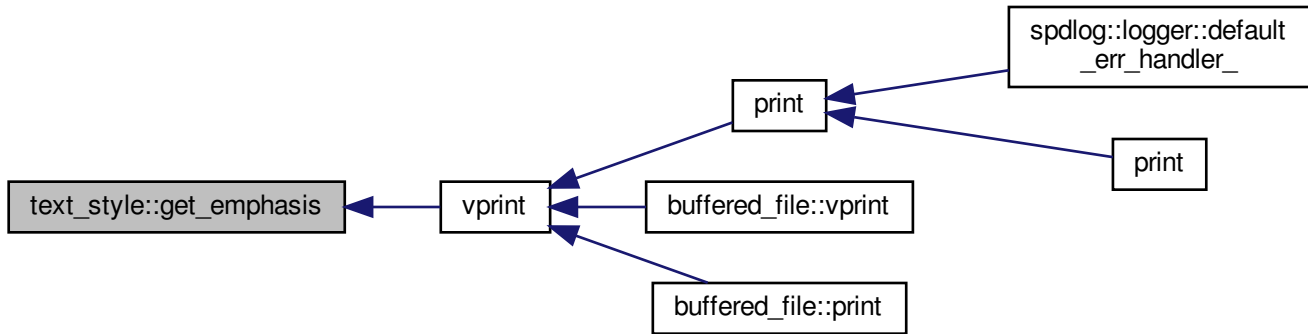 spdlog::logger::default
_err_handler_
print
print
text_style::get_emphasis
vprint
buffered_file::vprint
buffered_file::print